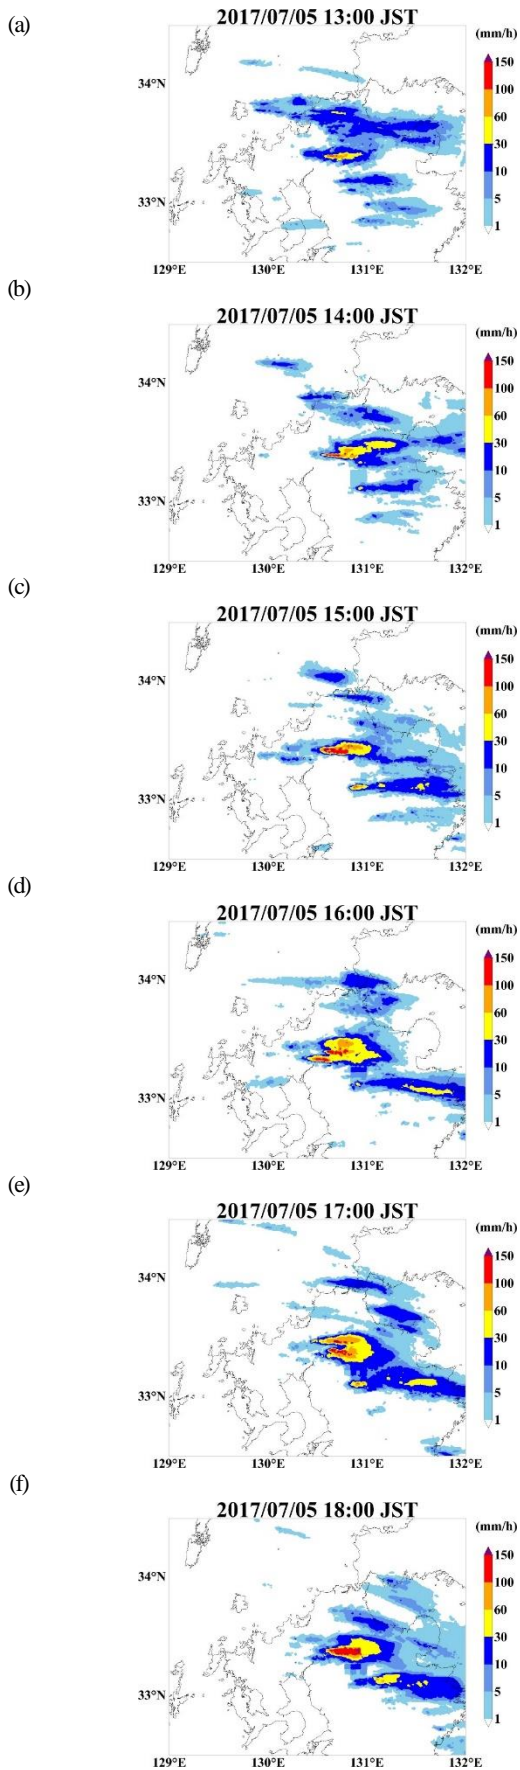 (a)
2017/07/05 13:00 JST
(mm/h)
150
100
60
30
10
5
1
34°N
33°N
129°E 130°E 131°E 132°E
(b)
2017/07/05 14:00 JST
(mm/h)
150
100
60
30
10
5
1
34°N
33°N
129°E 130°E 131°E 132°E
(c)
2017/07/05 15:00 JST
(mm/h)
150
100
60
30
10
5
1
34°N
33°N
129°E 130°E 131°E 132°E
(d)
2017/07/05 16:00 JST
(mm/h)
150
100
60
30
10
5
1
34°N
33°N
129°E 130°E 131°E 132°E
(e)
2017/07/05 17:00 JST
(mm/h)
150
100
60
30
10
5
1
34°N
33°N
129°E 130°E 131°E 132°E
(f)
2017/07/05 18:00 JST
(mm/h)
150
100
60
30
10
5
1
34°N
33°N
129°E 130°E 131°E 132°E